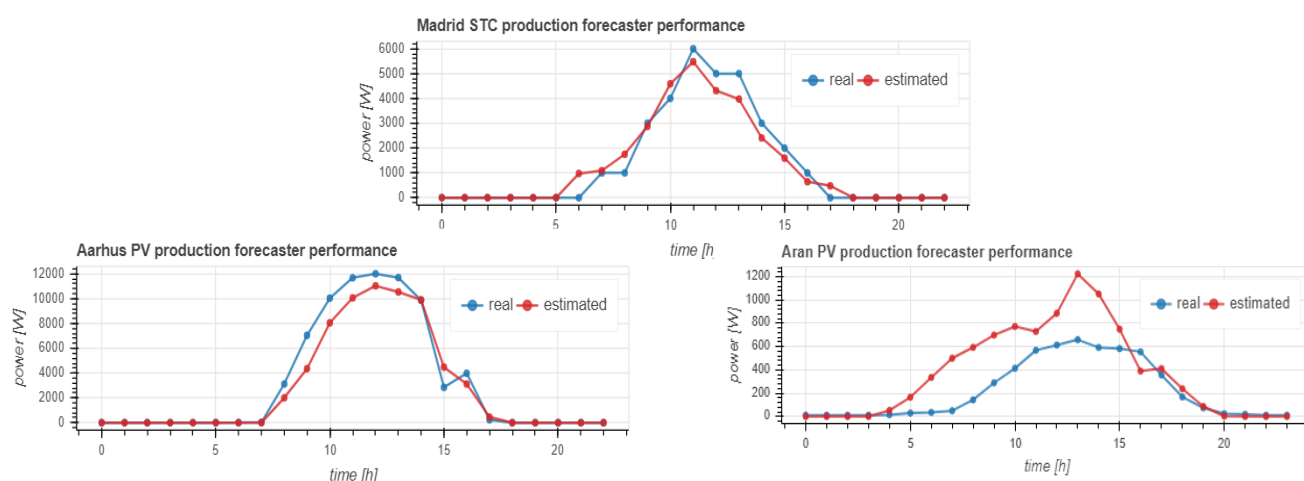 Madrid STC production forecaster performance
6000
5000
4000
3000
2000
1000
0
power [W]
real estimated
0 5 10 15 20
time [h]
Aarhus PV production forecaster performance
12000
10000
8000
6000
4000
2000
0
power [W]
real estimated
0 5 10 15 20
time [h]
Aran PV production forecaster performance
1200
1000
800
600
400
200
0
power [W]
real estimated
0 5 10 15 20
time [h]